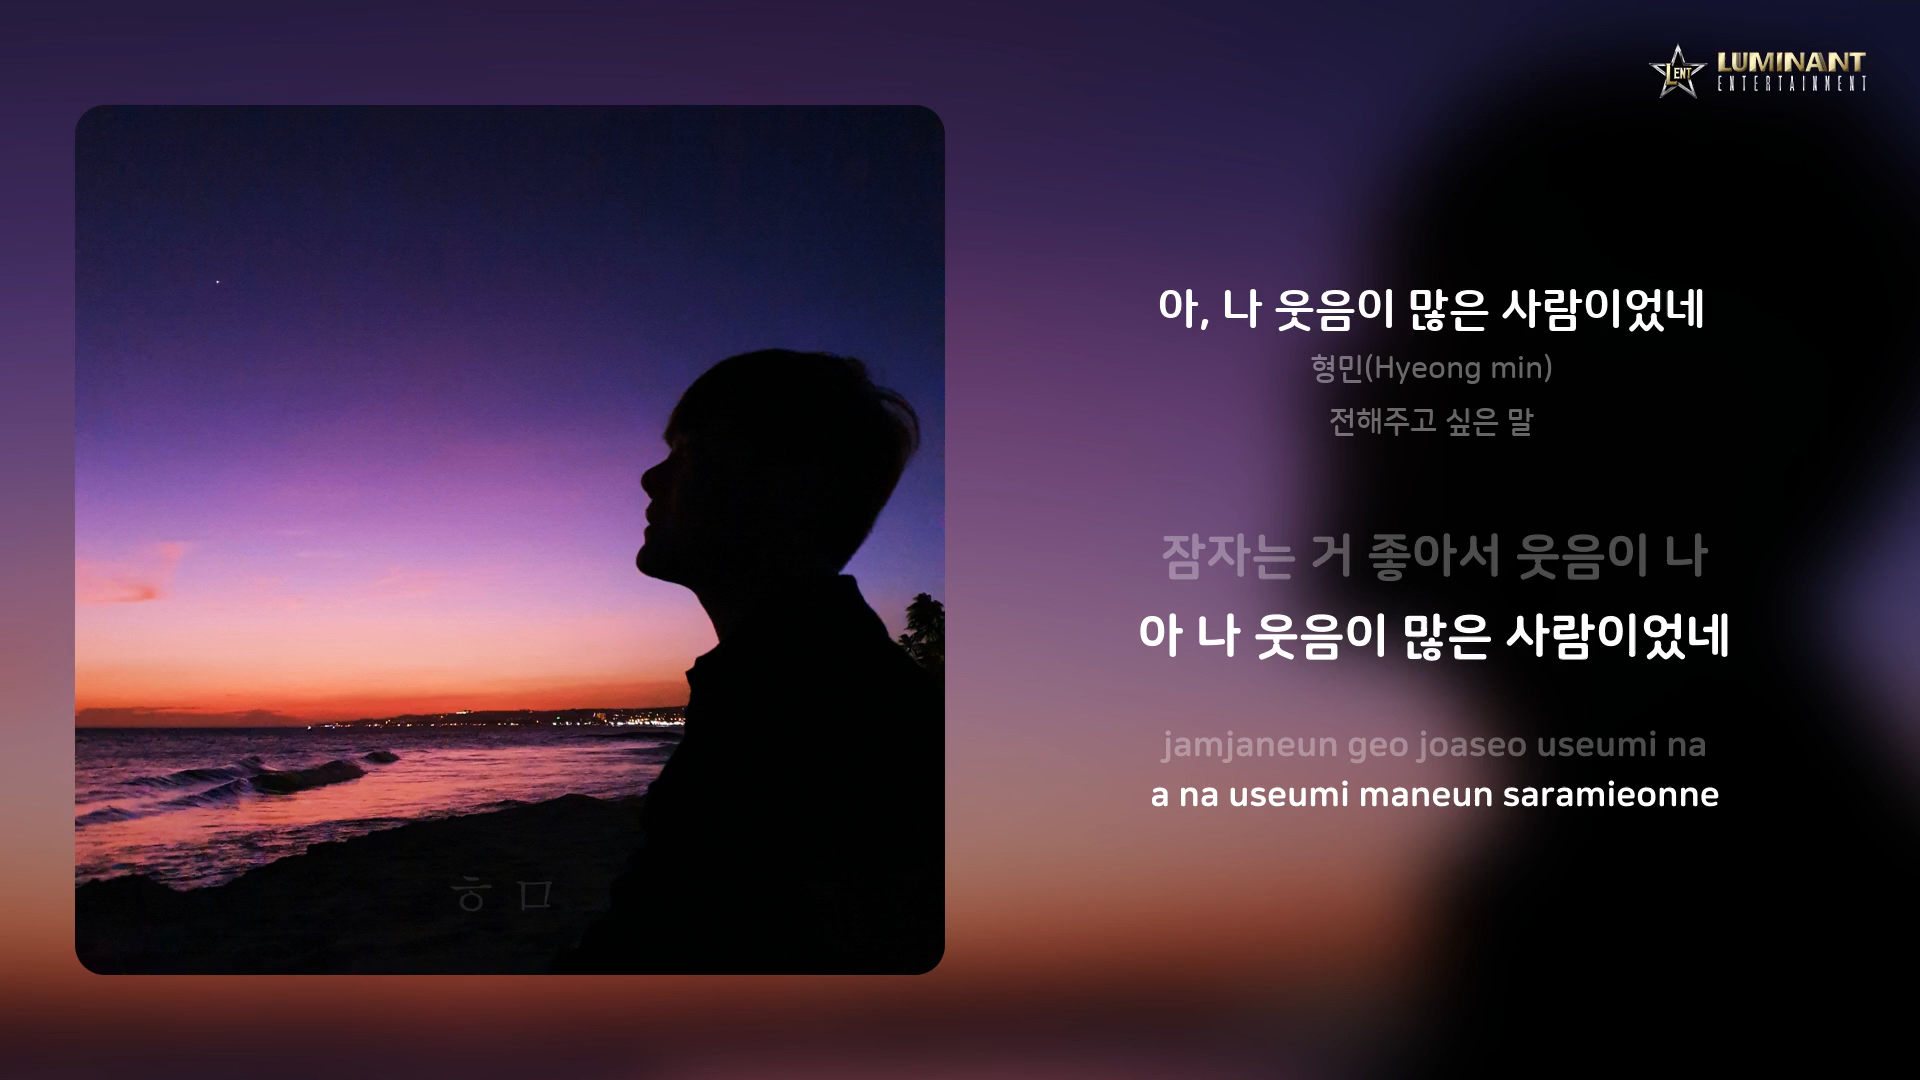 LENT
LUMINANT
ENTERTAINMENT
아, 나 웃음이 많은 사람이었네
형민(Hyeong min)
전해주고 싶은 말
잠자는 거 좋아서 웃음이 나
아 나 웃음이 많은 사람이었네
jamjaneun geo joaseo useumi na
a na useumi maneun saramieonne
ㅎ ㅁ